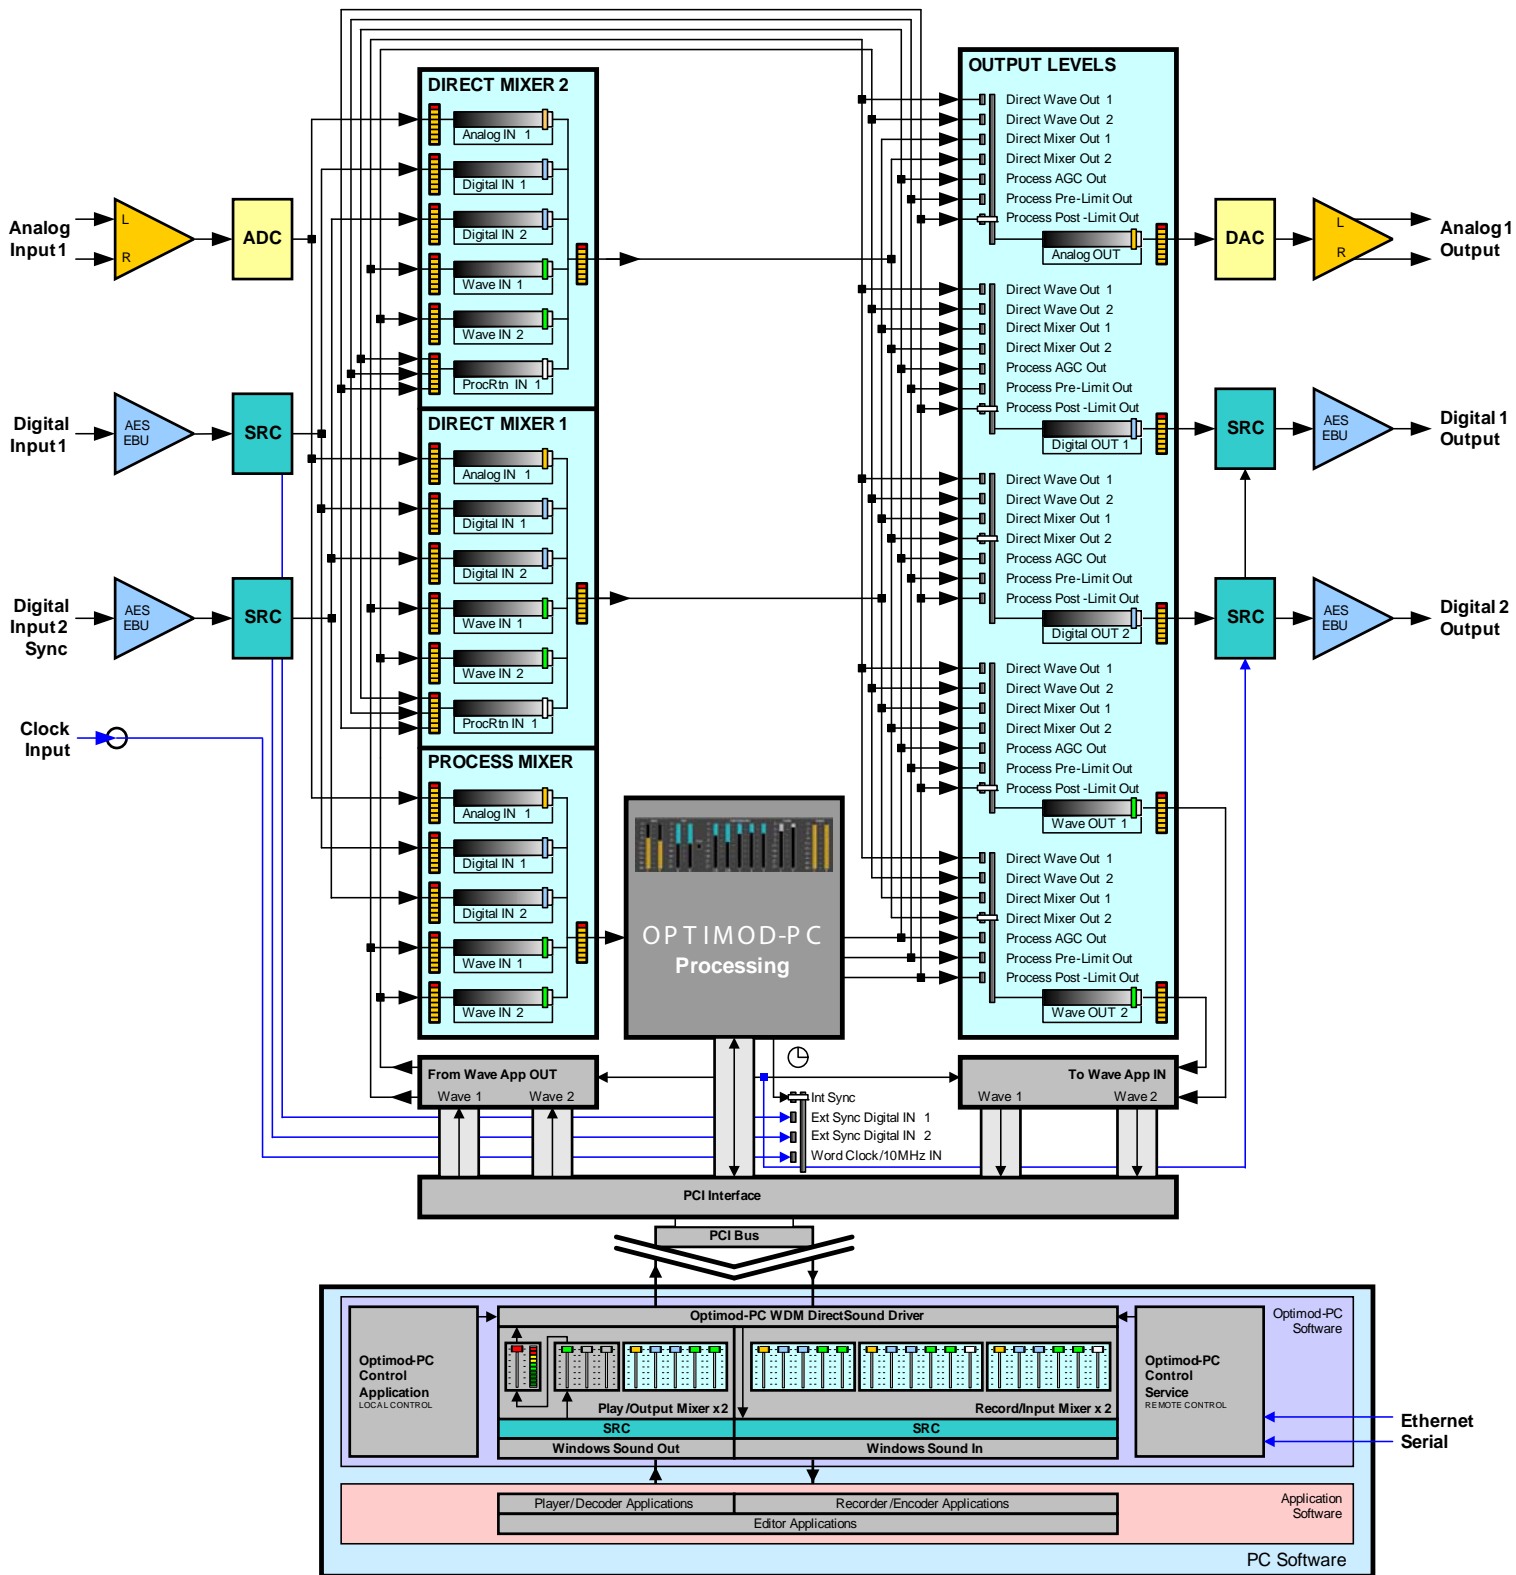 Analog
Input 1
L
R
ADC
Digital
Input 1
AES
EBU
SRC
Digital
Input 2
Sync
AES
EBU
SRC
Clock
Input
DIRECT MIXER 2
Analog IN 1
Digital IN 1
Digital IN 2
Wave IN 1
Wave IN 2
ProcRtn IN 1
DIRECT MIXER 1
Analog IN 1
Digital IN 1
Digital IN 2
Wave IN 1
Wave IN 2
ProcRtn IN 1
PROCESS MIXER
Analog IN 1
Digital IN 1
Digital IN 2
Wave IN 1
Wave IN 2
OPTIMOD-PC
Processing
OUTPUT LEVELS
Direct Wave Out 1
Direct Wave Out 2
Direct Mixer Out 1
Direct Mixer Out 2
Process AGC Out
Process Pre-Limit Out
Process Post-Limit Out
Analog OUT
Direct Wave Out 1
Direct Wave Out 2
Direct Mixer Out 1
Direct Mixer Out 2
Process AGC Out
Process Pre-Limit Out
Process Post-Limit Out
Digital OUT 1
Direct Wave Out 1
Direct Wave Out 2
Direct Mixer Out 1
Direct Mixer Out 2
Process AGC Out
Process Pre-Limit Out
Process Post-Limit Out
Digital OUT 2
Direct Wave Out 1
Direct Wave Out 2
Direct Mixer Out 1
Direct Mixer Out 2
Process AGC Out
Process Pre-Limit Out
Process Post-Limit Out
Wave OUT 1
Direct Wave Out 1
Direct Wave Out 2
Direct Mixer Out 1
Direct Mixer Out 2
Process AGC Out
Process Pre-Limit Out
Process Post-Limit Out
Wave OUT 2
DAC
L
R
Analog 1
Output
SRC
AES
EBU
Digital 1
Output
SRC
AES
EBU
Digital 2
Output
From Wave App OUT
Wave 1 Wave 2
To Wave App IN
Wave 1 Wave 2
Int Sync
Ext Sync Digital IN 1
Ext Sync Digital IN 2
Word Clock/10MHz IN
PCI Interface
PCI Bus
Optimod-PC
Control
Application
LOCAL CONTROL
Optimod-PC WDM DirectSound Driver
Play/Output Mixer x 2
Record/Input Mixer x 2
SRC
SRC
Windows Sound Out
Windows Sound In
Optimod-PC
Software
Optimod-PC
Control
Service
REMOTE CONTROL
Ethernet
Serial
Player/Decoder Applications
Recorder/Encoder Applications
Editor Applications
Application
Software
PC Software